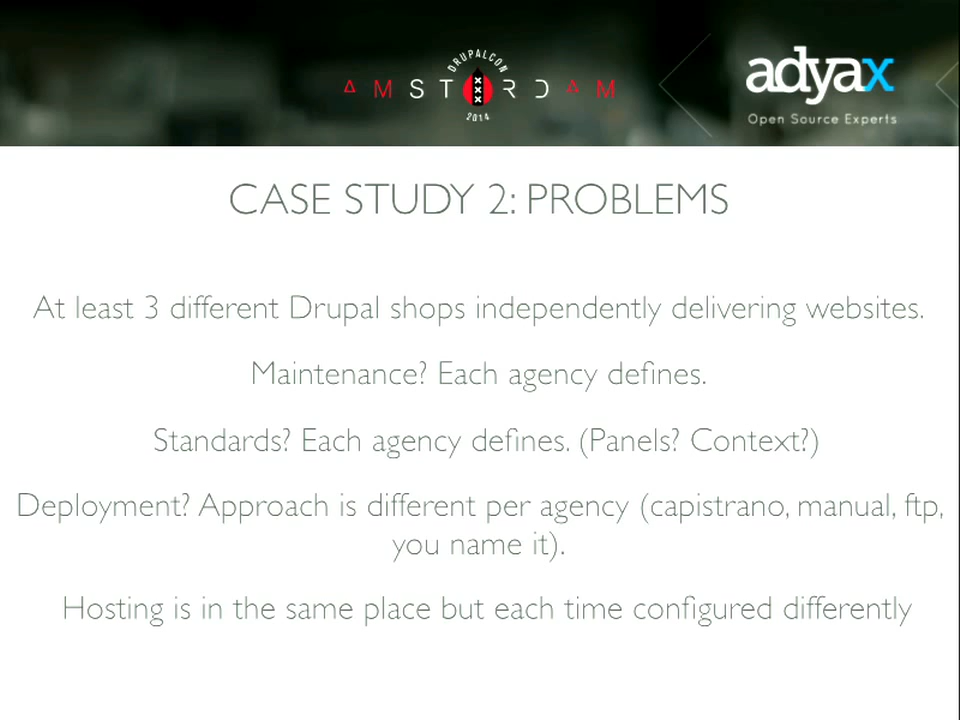 DRUPALCON
AMSTERDAM
2014
adyax
Open Source Experts
CASE STUDY 2: PROBLEMS
At least 3 different Drupal shops independently delivering websites.
Maintenance? Each agency defines.
Standards? Each agency defines. (Panels? Context?)
Deployment? Approach is different per agency (capistrano, manual, ftp,
you name it).
Hosting is in the same place but each time configured differently